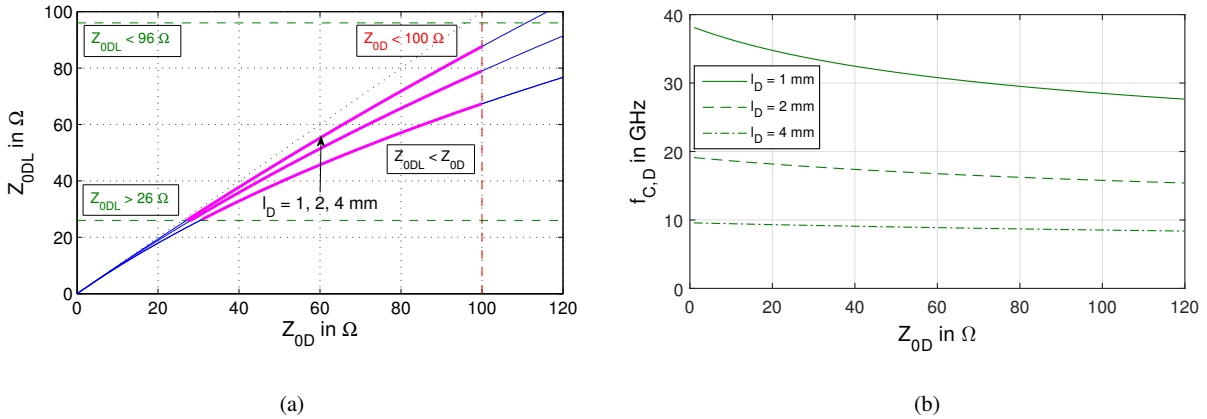 100
80
60
40
20
0
Z0DL in Ω
Z0DL < 96 Ω
Z0D < 100 Ω
Z0DL < Z0D
Z0DL > 26 Ω
lD = 1, 2, 4 mm
0 20 40 60 80 100 120
Z0D in Ω
(a)
40
30
20
10
0
fC,D in GHz
lD = 1 mm
lD = 2 mm
lD = 4 mm
0 20 40 60 80 100 120
Z0D in Ω
(b)